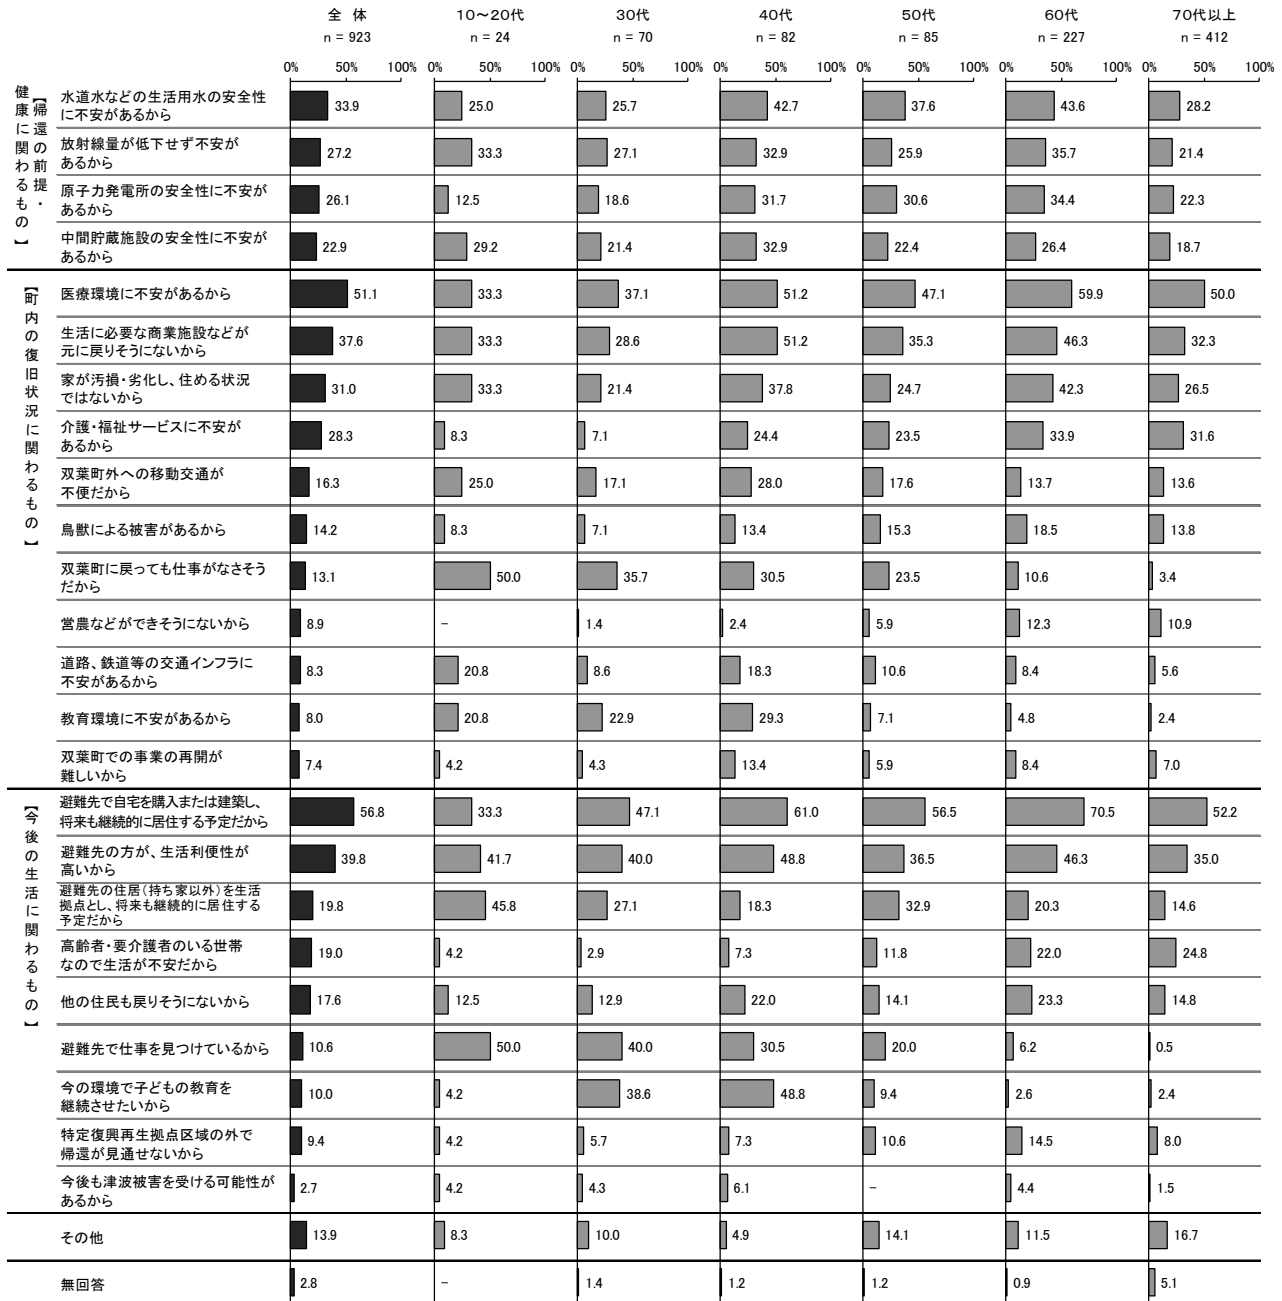 全 体 10～20代 30代 40代 50代 60代 70代以上
n = 923 n = 24 n = 70 n = 82 n = 85 n = 227 n = 412
0% 50% 100% 0% 50% 100% 0% 50% 100% 0% 50% 100% 0% 50% 100% 0% 50% 100% 0% 50% 100%
【帰還の前提・
健康に関わるもの】
水道水などの生活用水の安全性
に不安があるから
33.9 25.0 25.7 42.7 37.6 43.6 28.2
放射線量が低下せず不安が
あるから
27.2 33.3 27.1 32.9 25.9 35.7 21.4
原子力発電所の安全性に不安が
あるから
26.1 12.5 18.6 31.7 30.6 34.4 22.3
中間貯蔵施設の安全性に不安が
あるから
22.9 29.2 21.4 32.9 22.4 26.4 18.7
【町内の復旧状況に関わるもの】
医療環境に不安があるから
51.1 33.3 37.1 51.2 47.1 59.9 50.0
生活に必要な商業施設などが
元に戻りそうにないから
37.6 33.3 28.6 51.2 35.3 46.3 32.3
家が汚損・劣化し、住める状況
ではないから
31.0 33.3 21.4 37.8 24.7 42.3 26.5
介護・福祉サービスに不安が
あるから
28.3 8.3 7.1 24.4 23.5 33.9 31.6
双葉町外への移動交通が
不便だから
16.3 25.0 17.1 28.0 17.6 13.7 13.6
鳥獣による被害があるから
14.2 8.3 7.1 13.4 15.3 18.5 13.8
双葉町に戻っても仕事がなさそう
だから
13.1 50.0 35.7 30.5 23.5 10.6 3.4
営農などができそうにないから
8.9 – 1.4 2.4 5.9 12.3 10.9
道路、鉄道等の交通インフラに
不安があるから
8.3 20.8 8.6 18.3 10.6 8.4 5.6
教育環境に不安があるから
8.0 20.8 22.9 29.3 7.1 4.8 2.4
双葉町での事業の再開が
難しいから
7.4 4.2 4.3 13.4 5.9 8.4 7.0
【今後の生活に関わるもの】
避難先で自宅を購入または建築し、
将来も継続的に居住する予定だから
56.8 33.3 47.1 61.0 56.5 70.5 52.2
避難先の方が、生活利便性が
高いから
39.8 41.7 40.0 48.8 36.5 46.3 35.0
避難先の住居（持ち家以外）を生活
拠点とし、将来も継続的に居住する
予定だから
19.8 45.8 27.1 18.3 32.9 20.3 14.6
高齢者・要介護者のいる世帯
なので生活が不安だから
19.0 4.2 2.9 7.3 11.8 22.0 24.8
他の住民も戻りそうにないから
17.6 12.5 12.9 22.0 14.1 23.3 14.8
避難先で仕事を見つけているから
10.6 50.0 40.0 30.5 20.0 6.2 0.5
今の環境で子どもの教育を
継続させたいから
10.0 4.2 38.6 48.8 9.4 2.6 2.4
特定復興再生拠点区域の外で
帰還が見通せないから
9.4 4.2 5.7 7.3 10.6 14.5 8.0
今後も津波被害を受ける可能性が
あるから
2.7 4.2 4.3 6.1 – 4.4 1.5
その他
13.9 8.3 10.0 4.9 14.1 11.5 16.7
無回答
2.8 – 1.4 1.2 1.2 0.9 5.1